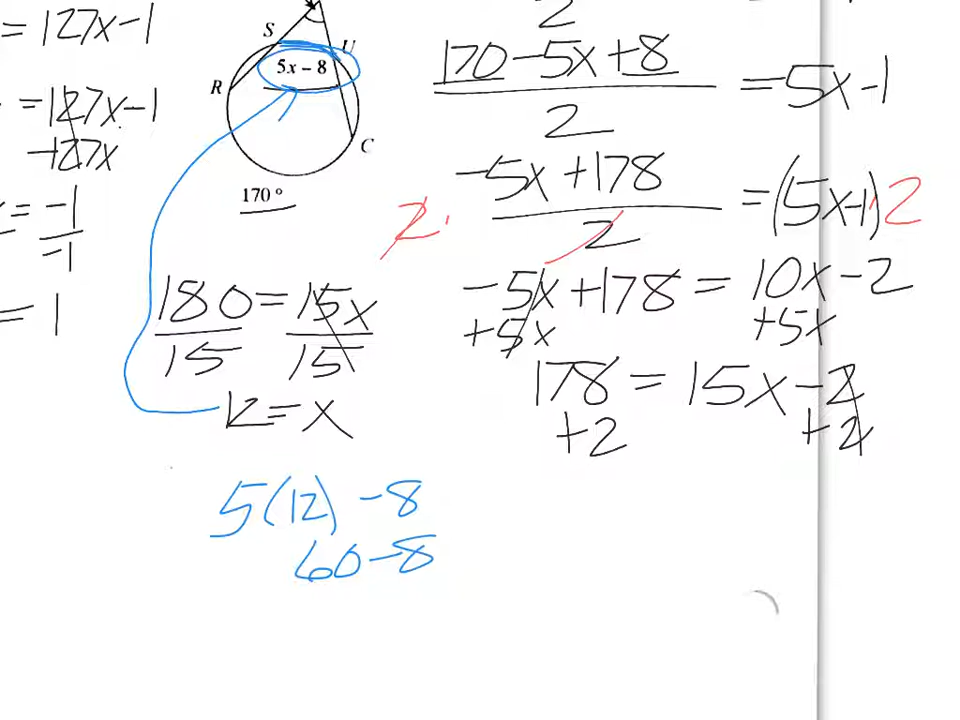 = 127x-1
= 127x-1
-127x
= -1
-1
= 1
S
U
5x – 8
R
C
170 °
180 = 15x
15 15
12 = x
5(12) -8
60-8
2
170 -5x +8 = 5x -1
2
-5x +178 = (5x-1)2
2 ·
2
-5x +178 = 10x - 2
+5x +5x
178 = 15x - 2
+2 +2